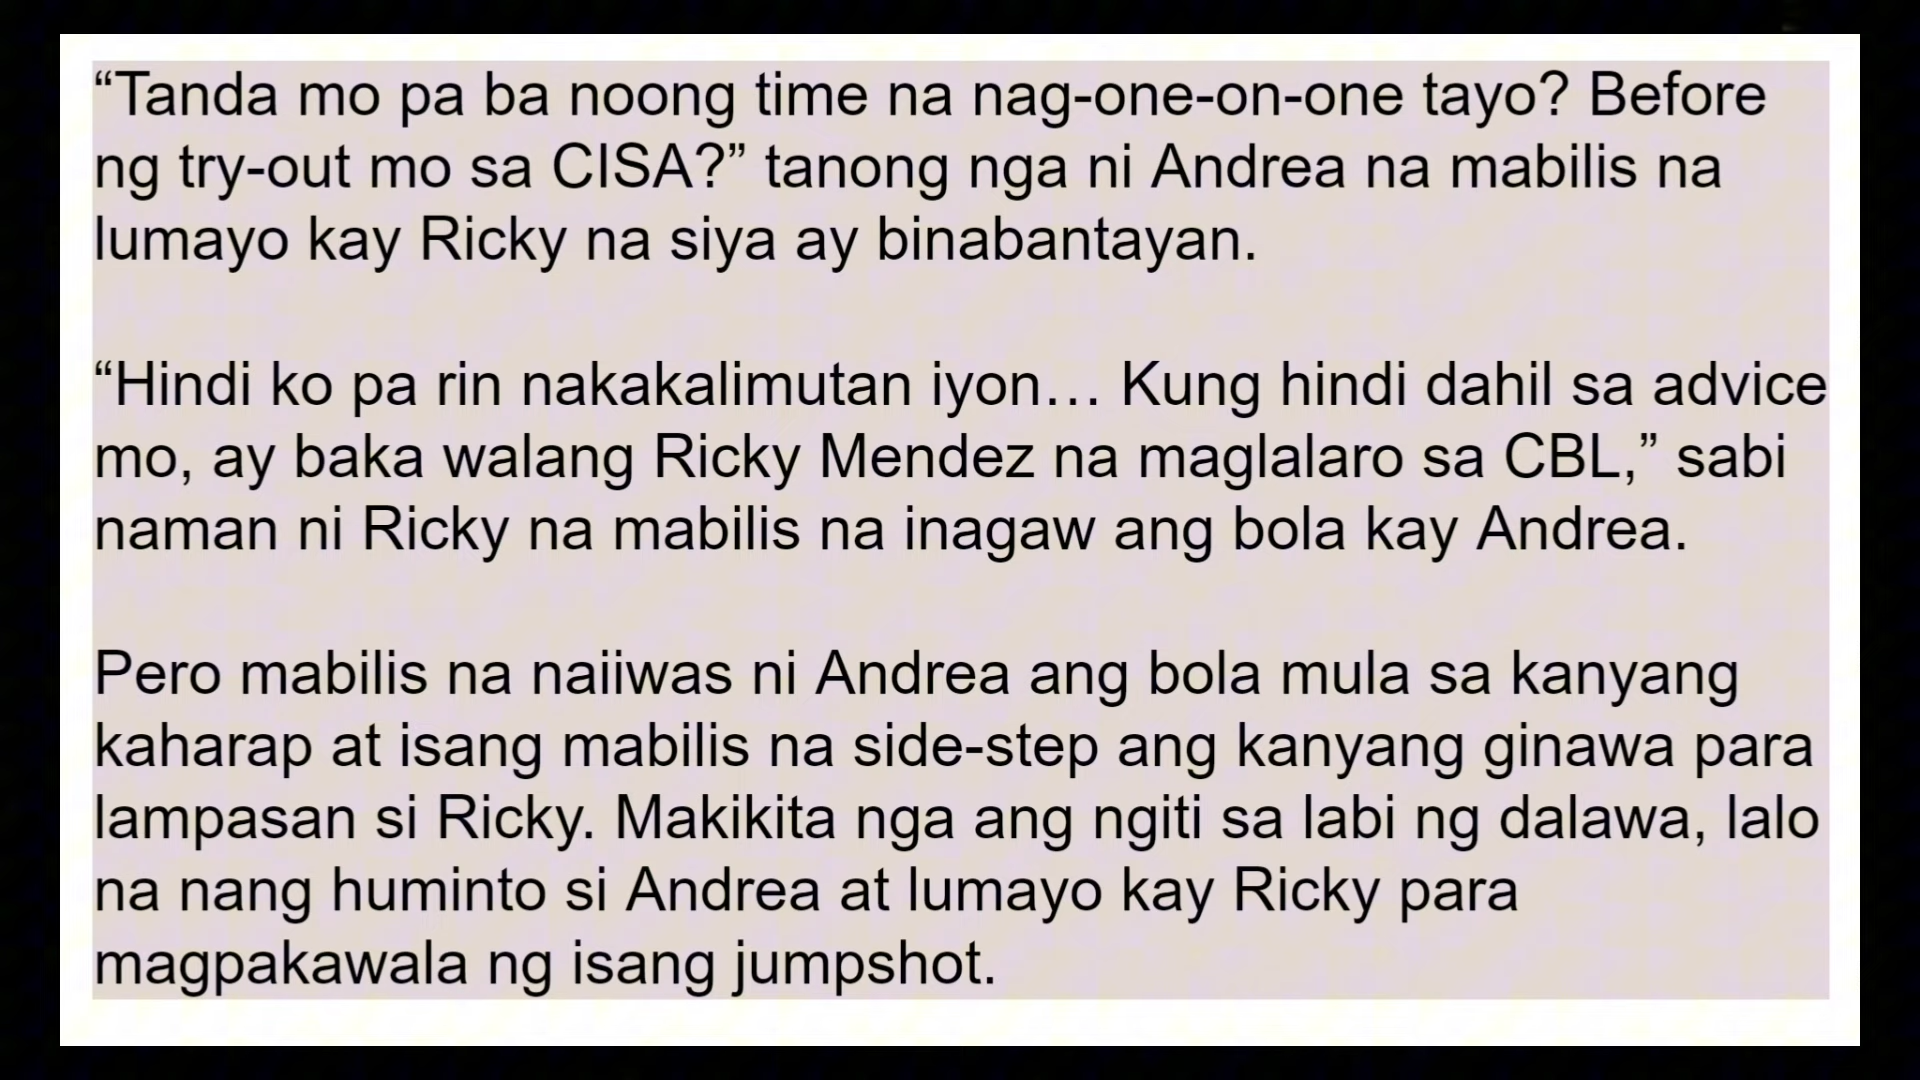 “Tanda mo pa ba noong time na nag-one-on-one tayo? Before
ng try-out mo sa CISA?” tanong nga ni Andrea na mabilis na
lumayo kay Ricky na siya ay binabantayan.
“Hindi ko pa rin nakakalimutan iyon… Kung hindi dahil sa advice
mo, ay baka walang Ricky Mendez na maglalaro sa CBL,” sabi
naman ni Ricky na mabilis na inagaw ang bola kay Andrea.
Pero mabilis na naiiwas ni Andrea ang bola mula sa kanyang
kaharap at isang mabilis na side-step ang kanyang ginawa para
lampasan si Ricky. Makikita nga ang ngiti sa labi ng dalawa, lalo
na nang huminto si Andrea at lumayo kay Ricky para
magpakawala ng isang jumpshot.